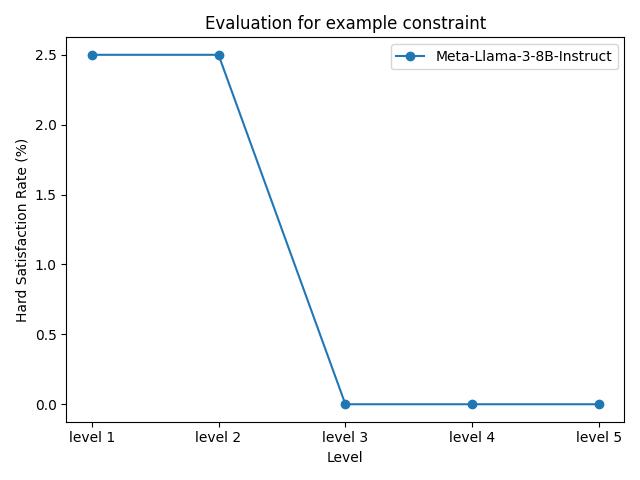 Evaluation for example constraint
Meta-Llama-3-8B-Instruct
Hard Satisfaction Rate (%)
2.5
2.0
1.5
1.0
0.5
0.0
level 1 level 2 level 3 level 4 level 5
Level